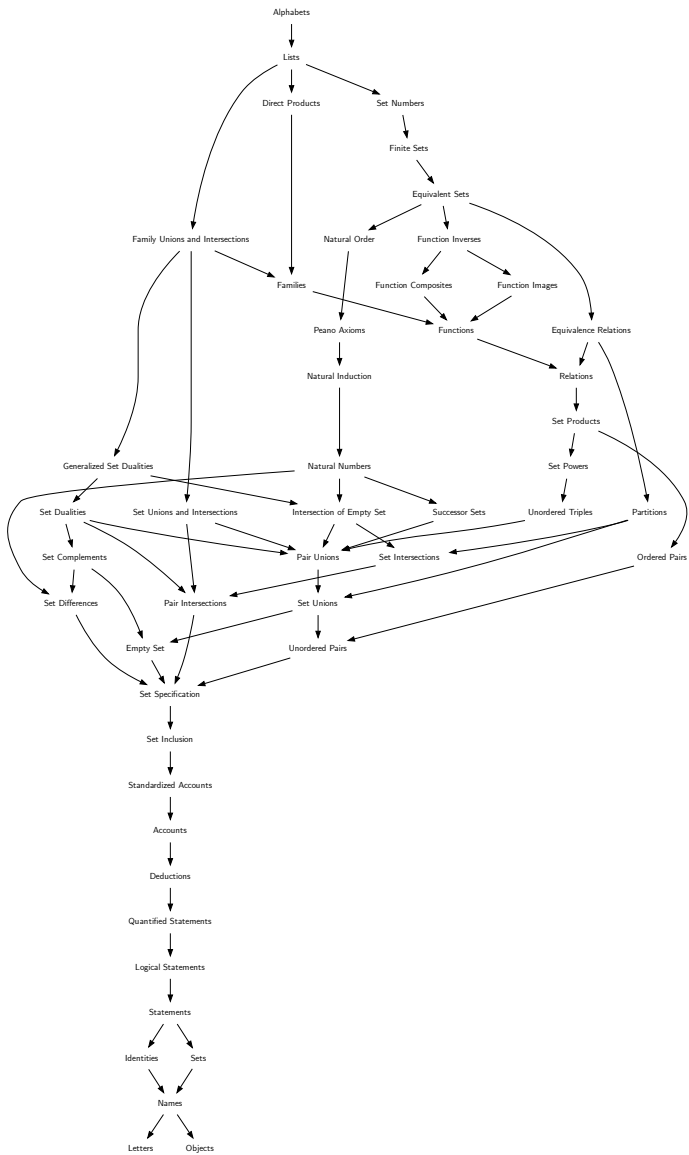 Alphabets
Lists
Direct Products
Set Numbers
Finite Sets
Equivalent Sets
Family Unions and Intersections
Natural Order
Function Inverses
Families
Function Composites
Function Images
Peano Axioms
Functions
Equivalence Relations
Natural Induction
Relations
Set Products
Generalized Set Dualities
Natural Numbers
Set Powers
Set Dualities
Set Unions and Intersections
Intersection of Empty Set
Successor Sets
Unordered Triples
Partitions
Set Complements
Pair Unions
Set Intersections
Ordered Pairs
Set Differences
Pair Intersections
Set Unions
Empty Set
Unordered Pairs
Set Specification
Set Inclusion
Standardized Accounts
Accounts
Deductions
Quantified Statements
Logical Statements
Statements
Identities
Sets
Names
Letters
Objects